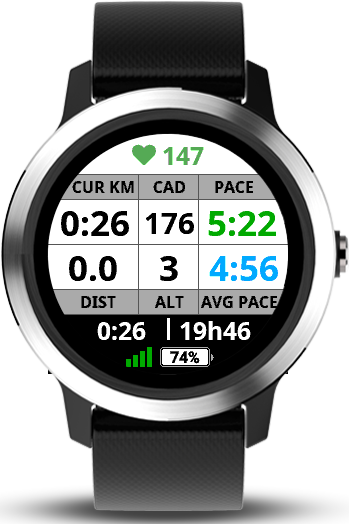 147
CUR KM CAD PACE
0:26 176 5:22
0.0 3 4:56
DIST ALT AVG PACE
0:26 | 19h46
74%